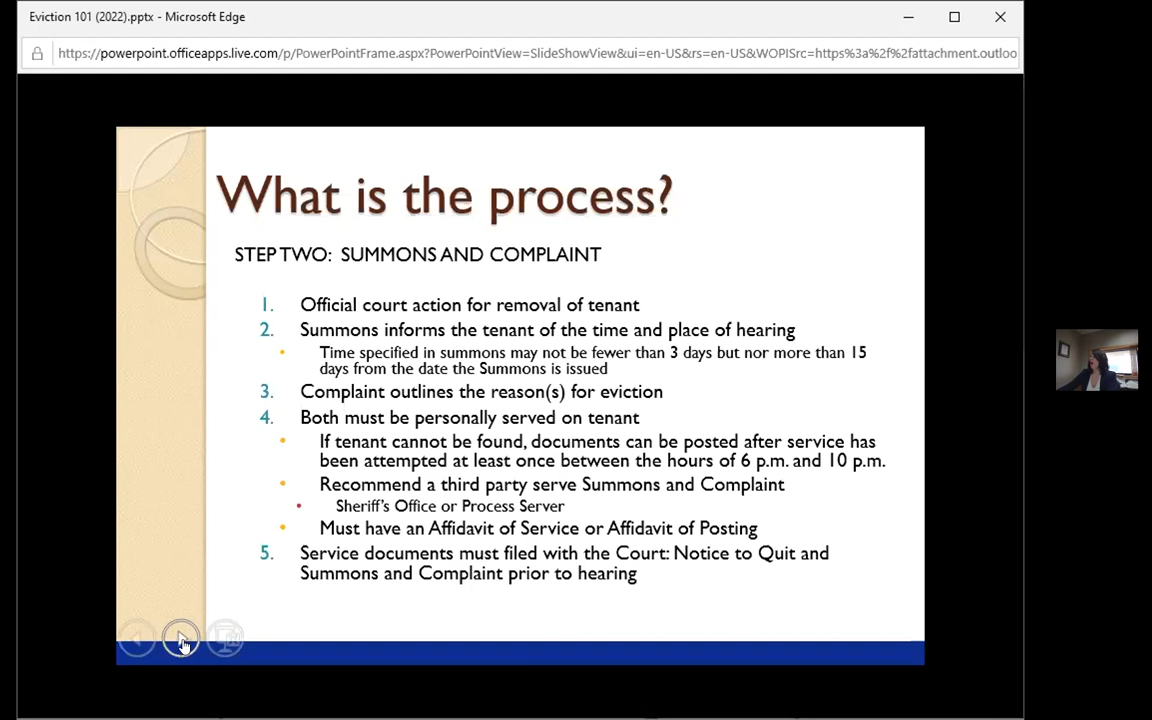 Eviction 101 (2022).pptx - Microsoft Edge
https://powerpoint.officeapps.live.com/p/PowerPointFrame.aspx?PowerPointView=SlideShowView&ui=en-US&rs=en-US&WOPISrc=https%3a%2f%2fattachment.outloo
What is the process?
STEP TWO: SUMMONS AND COMPLAINT
1. Official court action for removal of tenant
2. Summons informs the tenant of the time and place of hearing
• Time specified in summons may not be fewer than 3 days but nor more than 15
days from the date the Summons is issued
3. Complaint outlines the reason(s) for eviction
4. Both must be personally served on tenant
• If tenant cannot be found, documents can be posted after service has
been attempted at least once between the hours of 6 p.m. and 10 p.m.
• Recommend a third party serve Summons and Complaint
• Sheriff's Office or Process Server
• Must have an Affidavit of Service or Affidavit of Posting
5. Service documents must filed with the Court: Notice to Quit and
Summons and Complaint prior to hearing